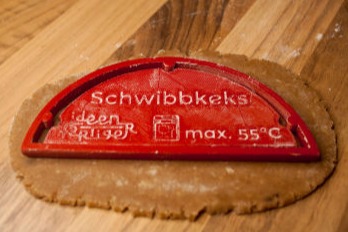 Schwibbkeks
ideen
max. 55°C